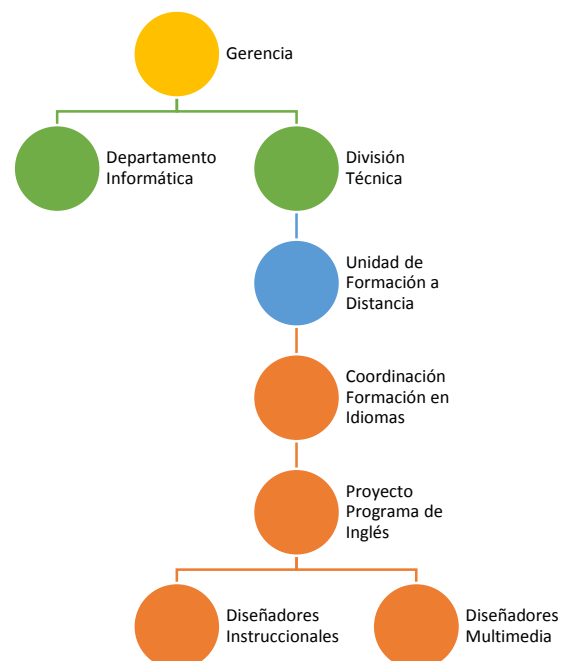 Gerencia
Departamento
Informática
División
Técnica
Unidad de
Formación a
Distancia
Coordinación
Formación en
Idiomas
Proyecto
Programa de
Inglés
Diseñadores
Instruccionales
Diseñadores
Multimedia